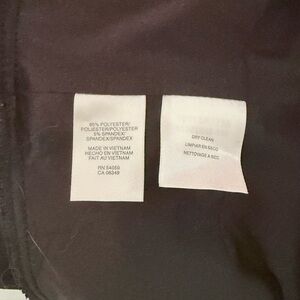 95% POLYESTER/
POLIESTER/POLYESTER
5% SPANDEX/
SPANDEX/SPANDEX
MADE IN VIETNAM
HECHO EN VIETNAM
FAIT AU VIETNAM
RN 54050
CA 06349
DRY CLEAN
LIMPIAR EN SECO
NETTOYAGE A SEC